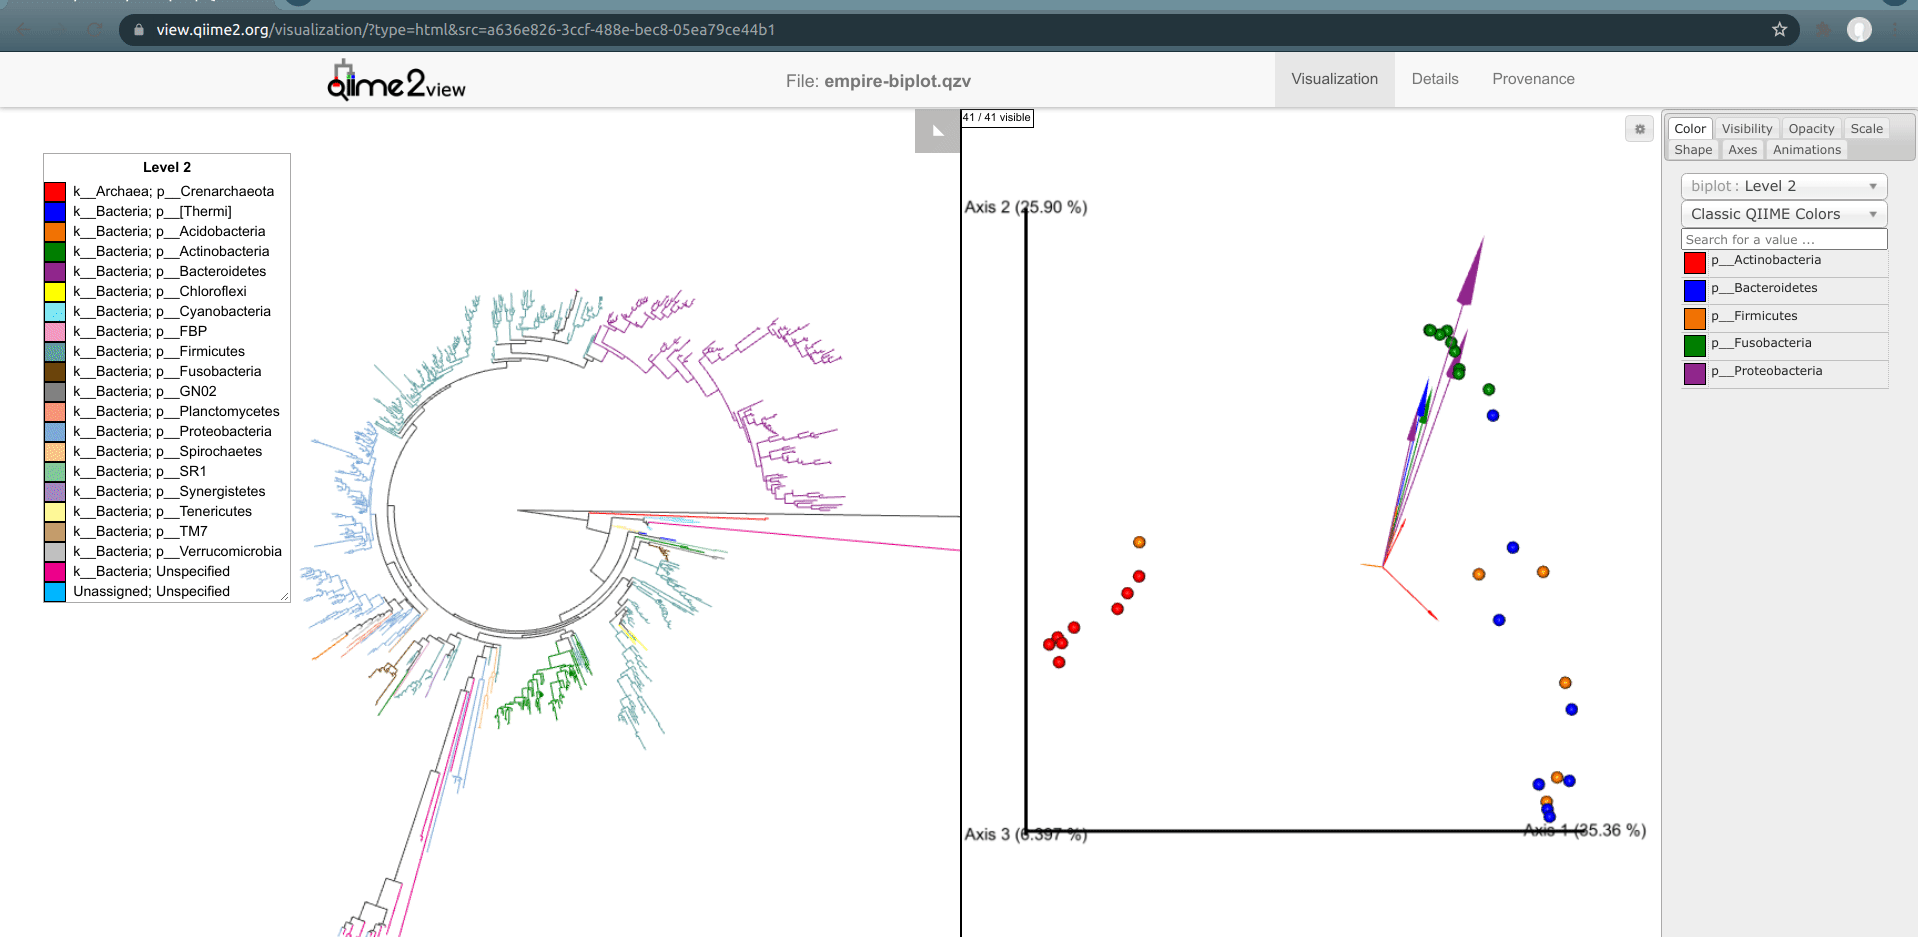 view.qiime2.org/visualization/?type=html&src=a636e826-3ccf-488e-bec8-05ea79ce44b1
qiime2view
File: empire-biplot.qzv
Visualization
Details
Provenance
Level 2
k__Archaea; p__Crenarchaeota
k__Bacteria; p__[Thermi]
k__Bacteria; p__Acidobacteria
k__Bacteria; p__Actinobacteria
k__Bacteria; p__Bacteroidetes
k__Bacteria; p__Chloroflexi
k__Bacteria; p__Cyanobacteria
k__Bacteria; p__FBP
k__Bacteria; p__Firmicutes
k__Bacteria; p__Fusobacteria
k__Bacteria; p__GN02
k__Bacteria; p__Planctomycetes
k__Bacteria; p__Proteobacteria
k__Bacteria; p__Spirochaetes
k__Bacteria; p__SR1
k__Bacteria; p__Synergistetes
k__Bacteria; p__Tenericutes
k__Bacteria; p__TM7
k__Bacteria; p__Verrucomicrobia
k__Bacteria; Unspecified
Unassigned; Unspecified
41 / 41 visible
Axis 2 (25.90 %)
Axis 3 (6.397 %)
Axis 1 (35.36 %)
Color Visibility Opacity Scale
Shape Axes Animations
biplot : Level 2
Classic QIIME Colors
Search for a value ...
p__Actinobacteria
p__Bacteroidetes
p__Firmicutes
p__Fusobacteria
p__Proteobacteria